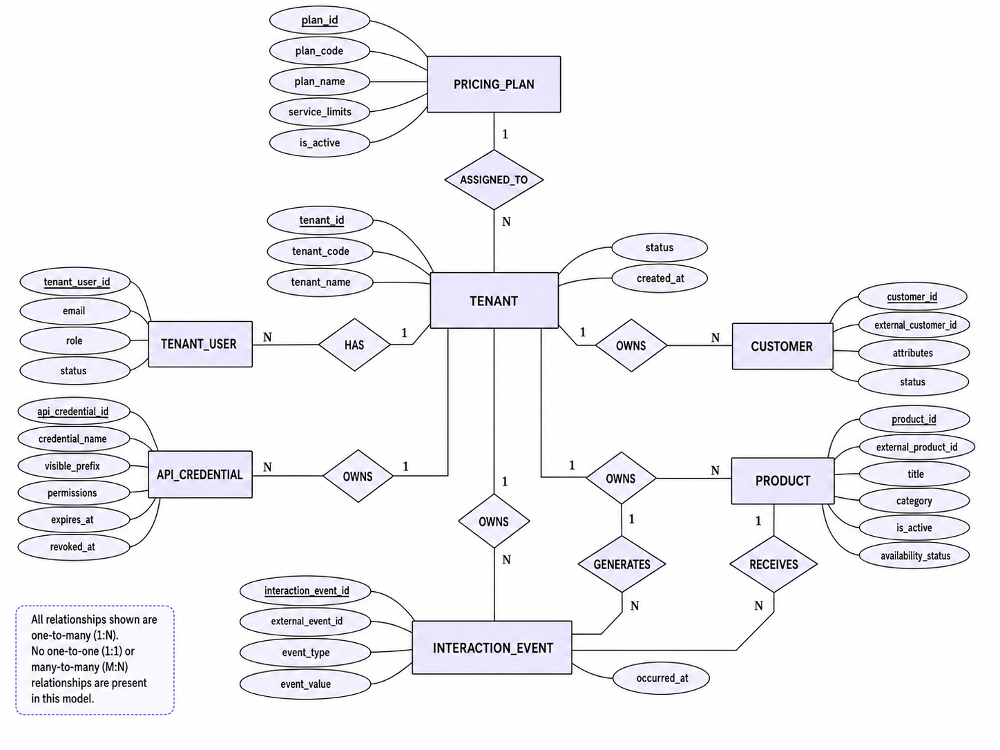 plan_id
plan_code
plan_name
service_limits
is_active
PRICING_PLAN
1
ASSIGNED_TO
N
tenant_id
tenant_code
tenant_name
status
created_at
TENANT
tenant_user_id
email
role
status
TENANT_USER
N
HAS
1
1
OWNS
N
CUSTOMER
customer_id
external_customer_id
attributes
status
api_credential_id
credential_name
visible_prefix
permissions
expires_at
revoked_at
API_CREDENTIAL
N
OWNS
1
1
OWNS
N
1
OWNS
N
PRODUCT
product_id
external_product_id
title
category
is_active
availability_status
1
GENERATES
N
1
RECEIVES
N
interaction_event_id
external_event_id
event_type
event_value
INTERACTION_EVENT
occurred_at
All relationships shown are
one-to-many (1:N).
No one-to-one (1:1) or
many-to-many (M:N)
relationships are present
in this model.